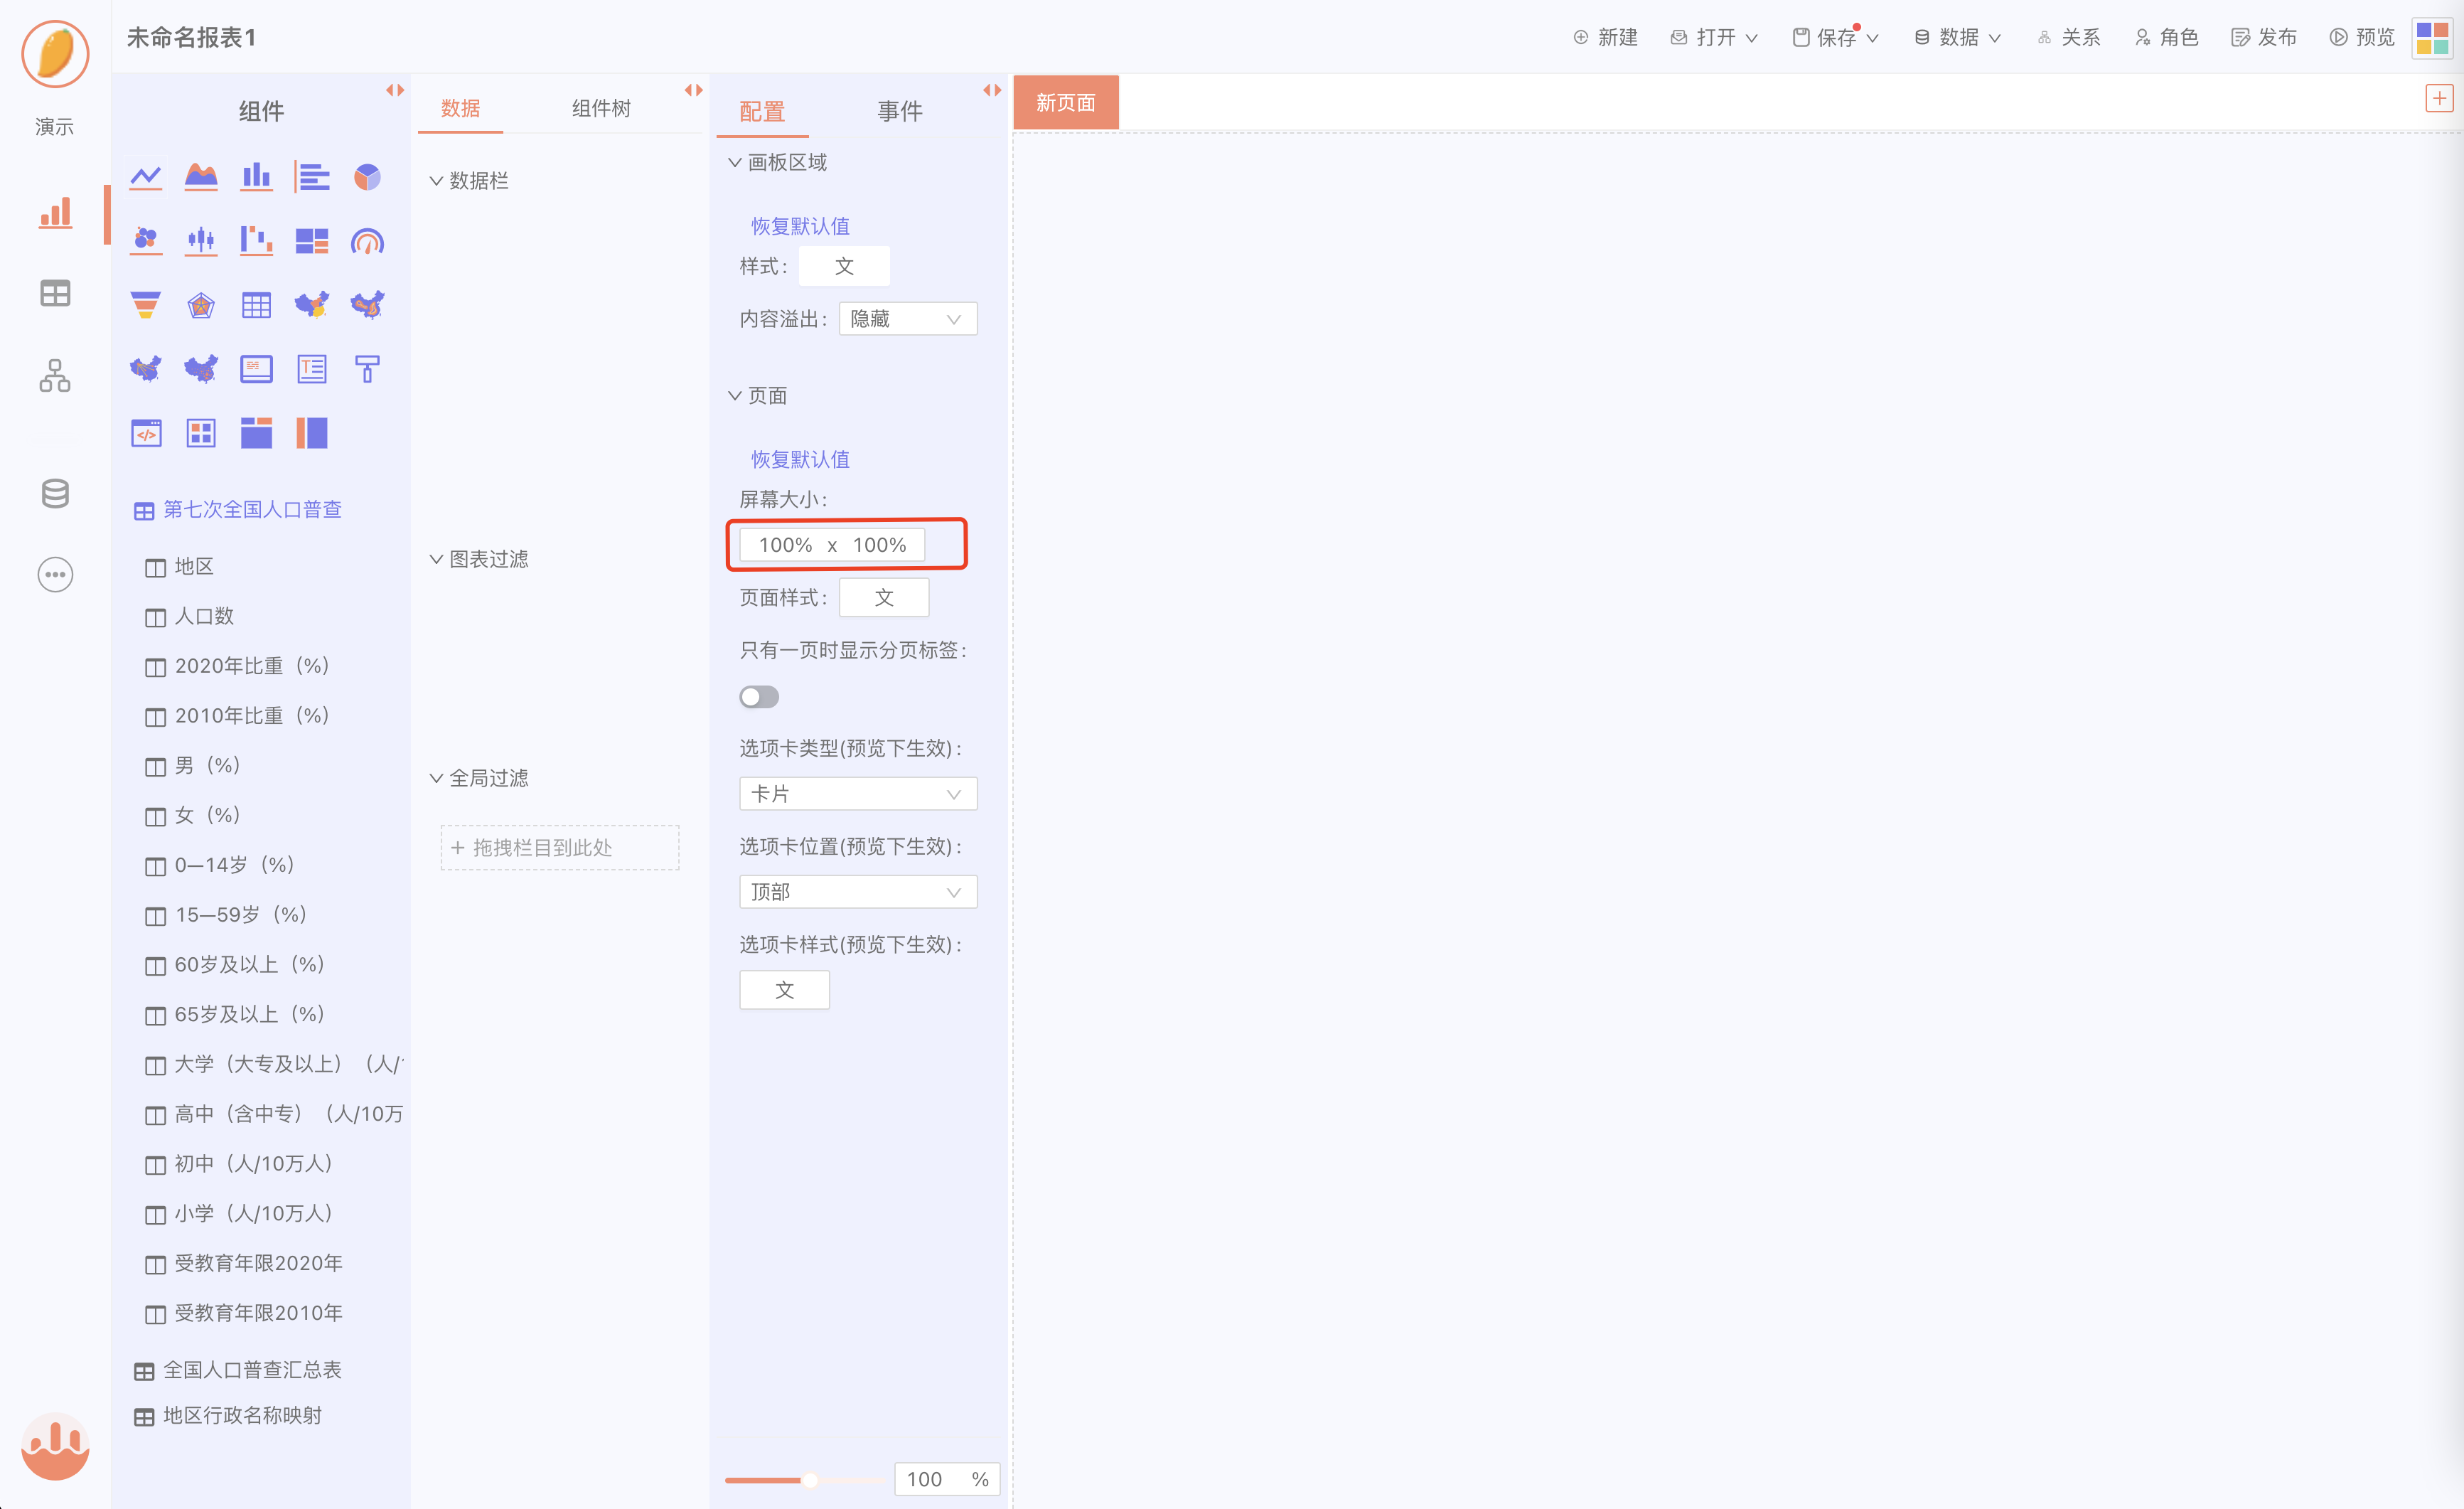 未命名报表1
新建
打开
保存
数据
关系
角色
发布
预览
演示
组件
第七次全国人口普查
地区
人口数
2020年比重（%）
2010年比重（%）
男（%）
女（%）
0—14岁（%）
15—59岁（%）
60岁及以上（%）
65岁及以上（%）
大学（大专及以上）（人/
高中（含中专）（人/10万
初中（人/10万人）
小学（人/10万人）
受教育年限2020年
受教育年限2010年
全国人口普查汇总表
地区行政名称映射
数据
组件树
数据栏
图表过滤
全局过滤
+ 拖拽栏目到此处
配置
事件
画板区域
恢复默认值
样式: 文
内容溢出: 隐藏
页面
恢复默认值
屏幕大小:
100% x 100%
页面样式: 文
只有一页时显示分页标签:
选项卡类型(预览下生效):
卡片
选项卡位置(预览下生效):
顶部
选项卡样式(预览下生效):
文
100 %
新页面